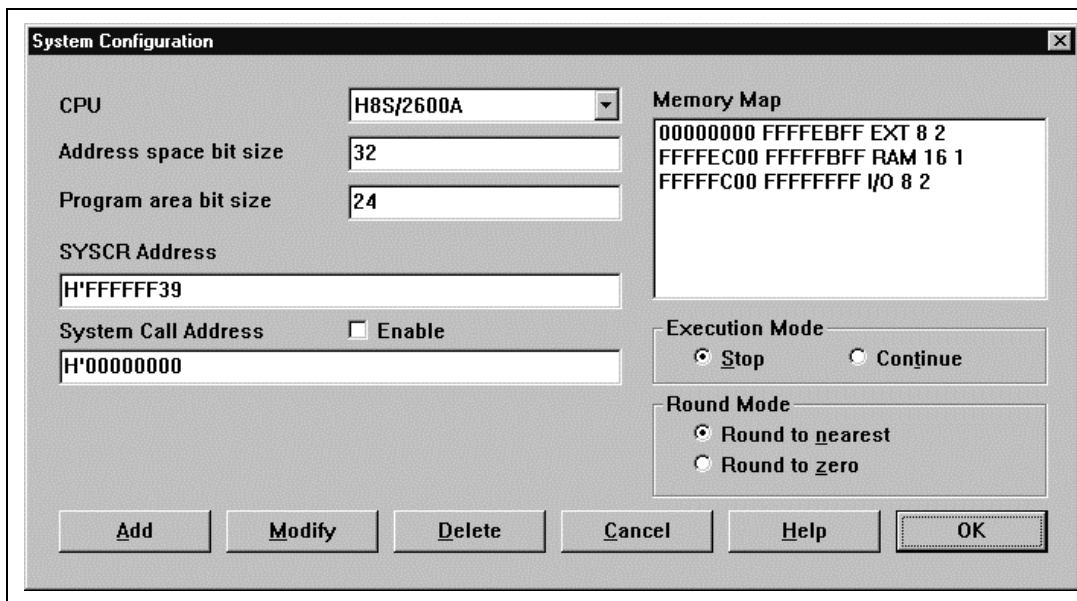 System Configuration
CPU
H8S/2600A
Address space bit size
32
Program area bit size
24
SYSCR Address
H'FFFFFF39
System Call Address
Enable
H'00000000
Memory Map
00000000 FFFFEBFF EXT 8 2
FFFFEC00 FFFFFBFF RAM 16 1
FFFFFC00 FFFFFFFF I/O 8 2
Execution Mode
Stop
Continue
Round Mode
Round to nearest
Round to zero
Add
Modify
Delete
Cancel
Help
OK